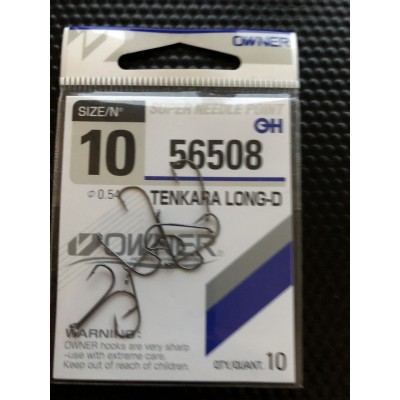 OWNER
SIZE/N°
SUPER NEEDLE POINT
GH
10
56508
Ø 0.54
TENKARA LONG-D
OWNER
WARNING:
OWNER hooks are very sharp
-use with extreme care.
Keep out of reach of children.
QTY/QUANT: 10